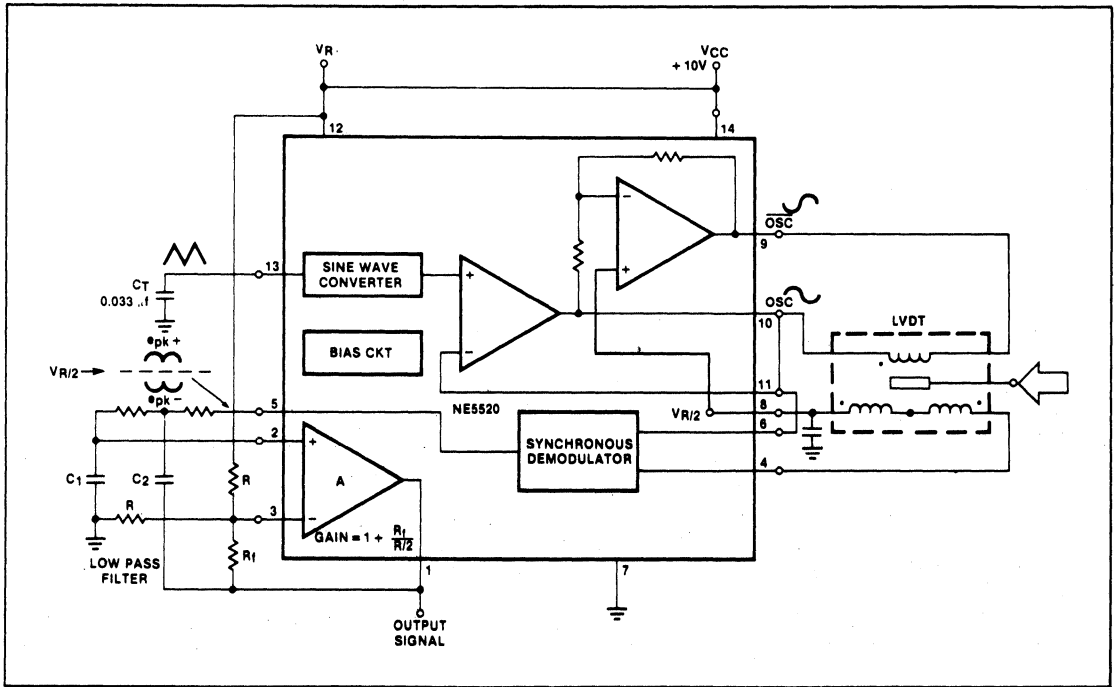 VR
VCC
+ 10V
12
14
OSC
9
13
SINE WAVE
CONVERTER
+
-
-
+
CT
0.033 µf
OSC
10
LVDT
epk +
BIAS CKT
VR/2
epk -
11
5
NE5520
VR/2
8
6
2
SYNCHRONOUS
DEMODULATOR
4
+
C1
C2
R
A
R
3
-
GAIN = 1 + Rf
R/2
LOW PASS
FILTER
Rf
1
7
OUTPUT
SIGNAL